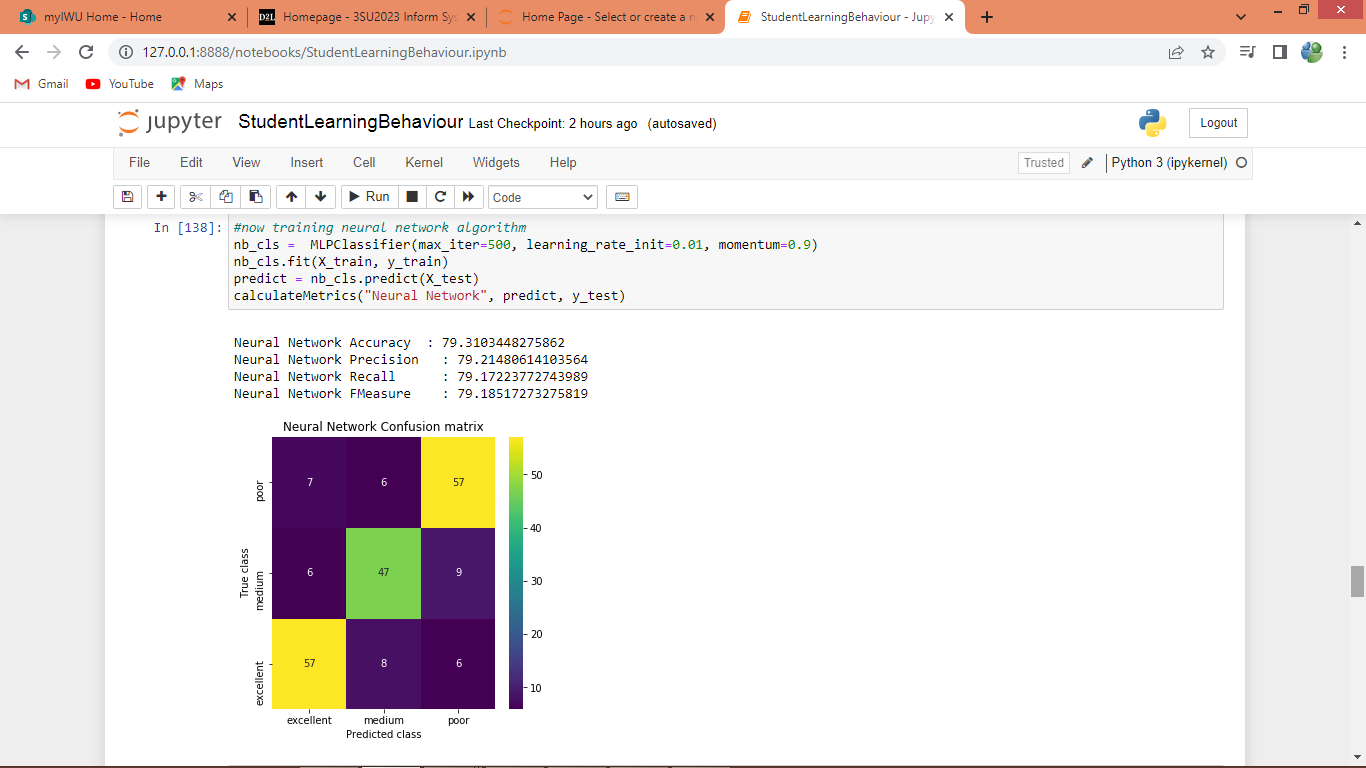 myIWU Home - Home
D2L
Homepage - 3SU2023 Inform Sys
Home Page - Select or create a n
StudentLearningBehaviour - Jupy
127.0.0.1:8888/notebooks/StudentLearningBehaviour.ipynb
Gmail YouTube Maps
jupyter StudentLearningBehaviour Last Checkpoint: 2 hours ago (autosaved)
Logout
File Edit View Insert Cell Kernel Widgets Help
Trusted
Python 3 (ipykernel)
Run
Code
In [138]: #now training neural network algorithm
nb_cls = MLPClassifier(max_iter=500, learning_rate_init=0.01, momentum=0.9)
nb_cls.fit(X_train, y_train)
predict = nb_cls.predict(X_test)
calculateMetrics("Neural Network", predict, y_test)
Neural Network Accuracy : 79.3103448275862
Neural Network Precision : 79.21480614103564
Neural Network Recall : 79.17223772743989
Neural Network FMeasure : 79.18517273275819
Neural Network Confusion matrix
poor 7 6 57
True class
medium 6 47 9
excellent 57 8 6
50
40
30
20
10
excellent medium poor
Predicted class